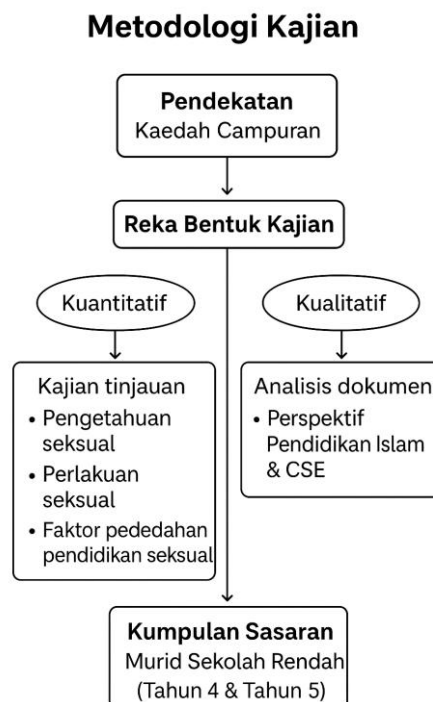 Metodologi Kajian
Pendekatan
Kaedah Campuran
Reka Bentuk Kajian
Kuantitatif
Kajian tinjauan
• Pengetahuan
seksual
• Perlakuan
seksual
• Faktor pededahan
pendidikan seksual
Kualitatif
Analisis dokumen
• Perspektif
Pendidikan Islam
& CSE
Kumpulan Sasaran
Murid Sekolah Rendah
(Tahun 4 & Tahun 5)